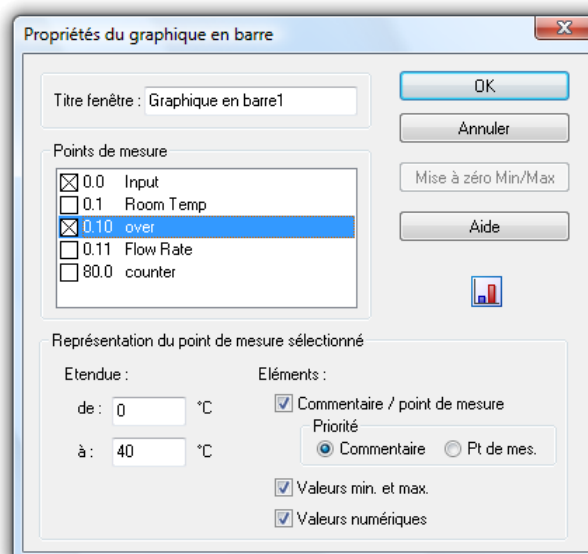 Propriétés du graphique en barre
Titre fenêtre : Graphique en barre1
OK
Annuler
Mise à zéro Min/Max
Aide
Points de mesure
0.0 Input
0.1 Room Temp
0.10 over
0.11 Flow Rate
80.0 counter
Représentation du point de mesure sélectionné
Etendue :
de : 0 °C
à : 40 °C
Eléments :
Commentaire / point de mesure
Priorité
Commentaire Pt de mes.
Valeurs min. et max.
Valeurs numériques